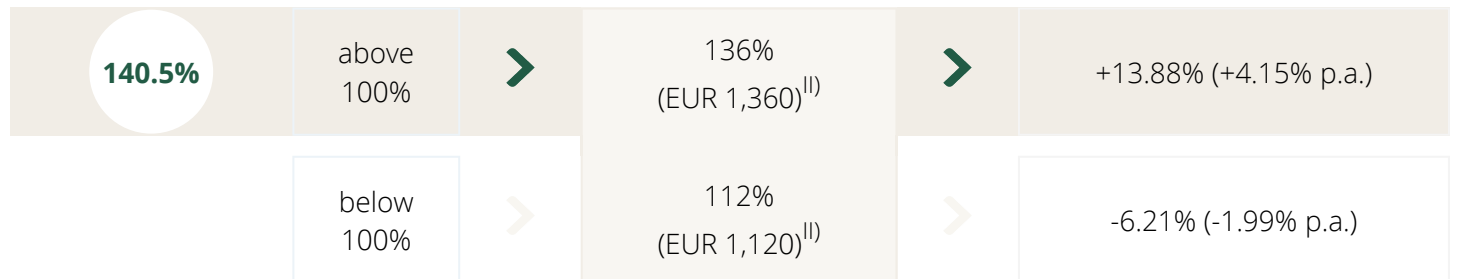 140.5%
above
100%
136%
(EUR 1,360)II)
+13.88% (+4.15% p.a.)
below
100%
112%
(EUR 1,120)II)
-6.21% (-1.99% p.a.)